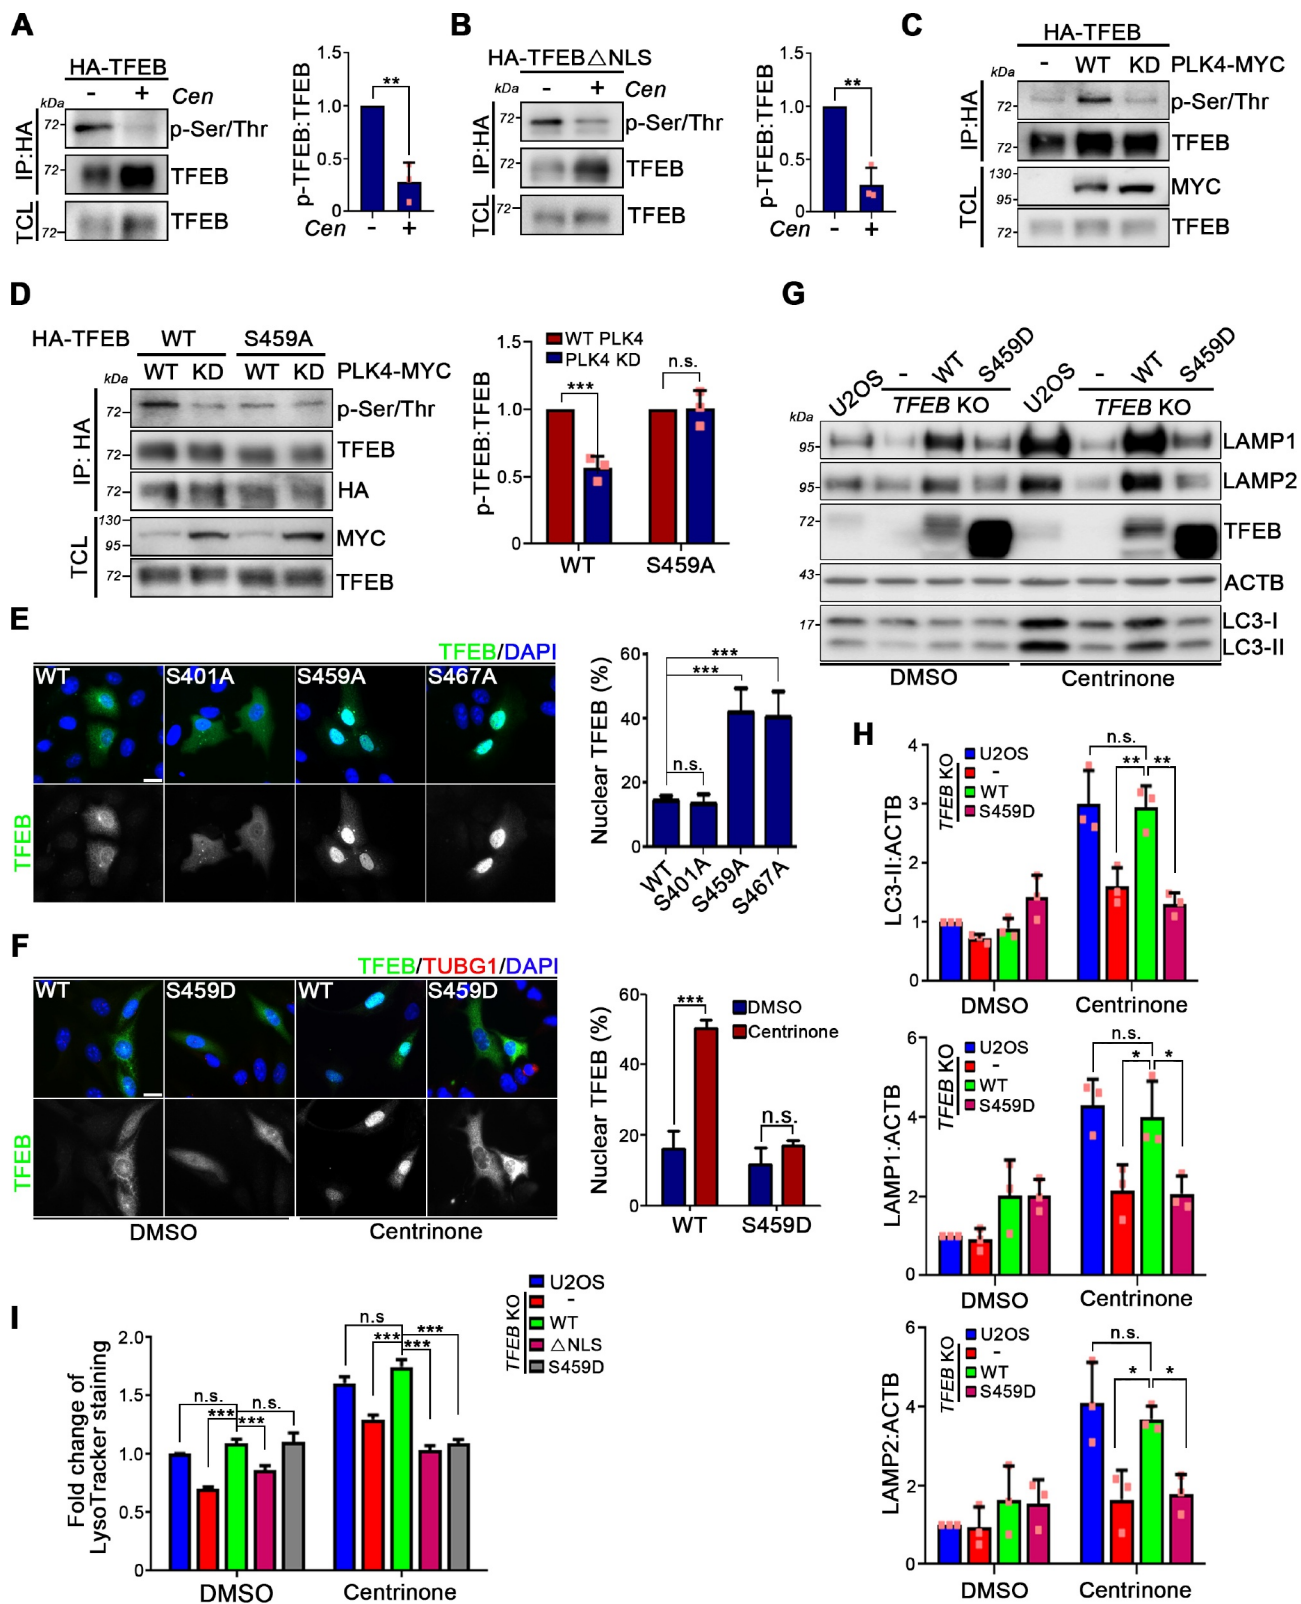 A
HA-TFEB
kDa
- + Cen
IP:HA
72
p-Ser/Thr
72
TFEB
TCL
72
TFEB
p-TFEB:TFEB
1.5
1.0
0.5
0
**
Cen - +
B
HA-TFEB△NLS
kDa
- + Cen
IP:HA
72
p-Ser/Thr
72
TFEB
TCL
72
TFEB
p-TFEB:TFEB
1.5
1.0
0.5
0
**
Cen - +
C
HA-TFEB
kDa
- WT KD PLK4-MYC
IP:HA
72
p-Ser/Thr
72
TFEB
TCL
130
95
MYC
72
TFEB
D
HA-TFEB WT S459A
kDa
WT KD WT KD PLK4-MYC
IP: HA
72
p-Ser/Thr
72
TFEB
72
HA
TCL
130
95
MYC
72
TFEB
p-TFEB:TFEB
1.5
1.0
0.5
0
WT PLK4
PLK4 KD
***
n.s.
WT S459A
E
TFEB/DAPI
WT S401A S459A S467A
TFEB
Nuclear TFEB (%)
60
40
20
0
***
***
n.s.
WT S401A S459A S467A
F
TFEB/TUBG1/DAPI
WT S459D WT S459D
TFEB
DMSO Centrinone
Nuclear TFEB (%)
60
40
20
0
***
n.s.
DMSO
Centrinone
WT S459D
G
U2OS - WT S459D U2OS - WT S459D
TFEB KO TFEB KO
kDa
95
LAMP1
95
LAMP2
72
TFEB
43
ACTB
17
LC3-I
LC3-II
DMSO Centrinone
H
LC3-II:ACTB
4
3
2
1
0
TFEB KO
U2OS
-
WT
S459D
n.s.
** **
DMSO Centrinone
LAMP1:ACTB
6
4
2
0
TFEB KO
U2OS
-
WT
S459D
n.s.
* *
DMSO Centrinone
LAMP2:ACTB
6
4
2
0
TFEB KO
U2OS
-
WT
S459D
n.s.
* *
DMSO Centrinone
I
Fold change of
LysoTracker staining
2.0
1.5
1.0
0.5
0
TFEB KO
U2OS
-
WT
△NLS
S459D
n.s. n.s.
*** ***
n.s
***
*** ***
DMSO Centrinone